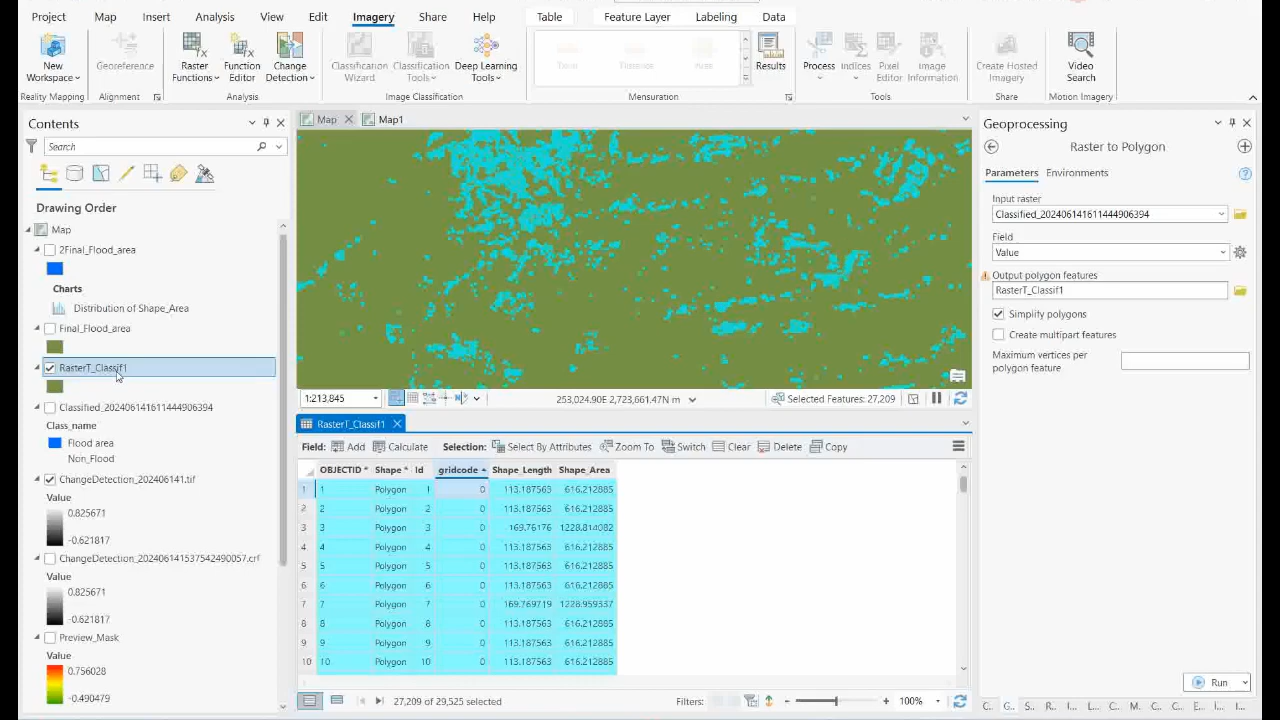 Project Map Insert Analysis View Edit Imagery Share Help Table Feature Layer Labeling Data
New Workspace
Georeference
Raster Functions
Function Editor
Change Detection
Classification Wizard
Classification Tools
Deep Learning Tools
Results
Process
Indices
Pixel Editor
Image Information
Create Hosted Imagery
Video Search
Reality Mapping
Alignment
Analysis
Image Classification
Mensuration
Tools
Share
Motion Imagery
Contents
Search
Drawing Order
Map
2Final_Flood_area
Charts
Distribution of Shape_Area
Final_Flood_area
RasterT_Classif1
Classified_202406141611444906394
Class_name
Flood area
Non_Flo
ChangeDetection_202406141.tif
Value
0.825671
-0.621817
ChangeDetection_202406141537542490057.crf
Value
0.825671
-0.621817
Preview_Mask
Value
0.756028
-0.490479
Map Map1
1:213,845
253,024.90E 2,723,661.47N m
Selected Features: 27,209
RasterT_Classif1
Field: Add Calculate Selection: Select By Attributes Zoom To Switch Clear Delete Copy
OBJECTID * Shape * Id gridcode Shape_Length Shape_Area
1 1 Polygon 1 0 113.187563 616.212885
2 2 Polygon 2 0 113.187563 616.212885
3 3 Polygon 3 0 169.76176 1228.814082
4 4 Polygon 4 0 113.187563 616.212885
5 5 Polygon 5 0 113.187563 616.212885
6 6 Polygon 6 0 113.187563 616.212885
7 7 Polygon 7 0 169.769719 1228.959337
8 8 Polygon 8 0 113.187563 616.212885
9 9 Polygon 9 0 113.187563 616.212885
10 10 Polygon 10 0 113.187563 616.212885
27,209 of 29,525 selected
Filters:
100%
Geoprocessing
Raster to Polygon
Parameters Environments
Input raster
Classified_202406141611444906394
Field
Value
Output polygon features
RasterT_Classif1
Simplify polygons
Create multipart features
Maximum vertices per polygon feature
Run
C... G... S... R... C... I... L... C... M... C... E... I... I...